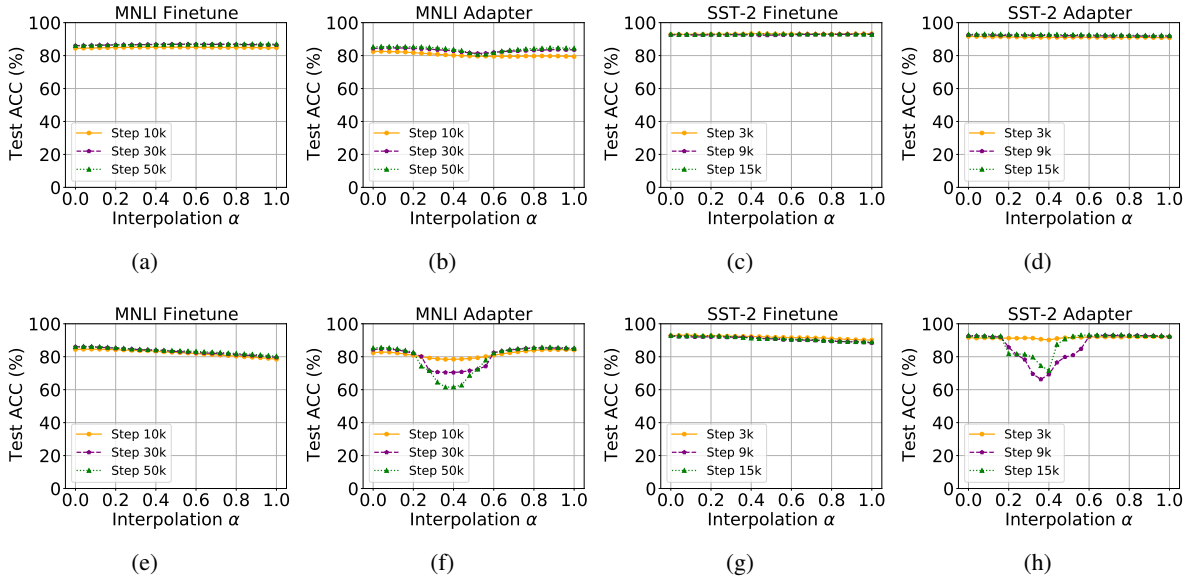 MNLI Finetune
Test ACC (%)
100
80
60
40
20
0
Step 10k
Step 30k
Step 50k
0.0 0.2 0.4 0.6 0.8 1.0
Interpolation α
(a)
MNLI Adapter
Test ACC (%)
100
80
60
40
20
0
Step 10k
Step 30k
Step 50k
0.0 0.2 0.4 0.6 0.8 1.0
Interpolation α
(b)
SST-2 Finetune
Test ACC (%)
100
80
60
40
20
0
Step 3k
Step 9k
Step 15k
0.0 0.2 0.4 0.6 0.8 1.0
Interpolation α
(c)
SST-2 Adapter
Test ACC (%)
100
80
60
40
20
0
Step 3k
Step 9k
Step 15k
0.0 0.2 0.4 0.6 0.8 1.0
Interpolation α
(d)
MNLI Finetune
Test ACC (%)
100
80
60
40
20
0
Step 10k
Step 30k
Step 50k
0.0 0.2 0.4 0.6 0.8 1.0
Interpolation α
(e)
MNLI Adapter
Test ACC (%)
100
80
60
40
20
0
Step 10k
Step 30k
Step 50k
0.0 0.2 0.4 0.6 0.8 1.0
Interpolation α
(f)
SST-2 Finetune
Test ACC (%)
100
80
60
40
20
0
Step 3k
Step 9k
Step 15k
0.0 0.2 0.4 0.6 0.8 1.0
Interpolation α
(g)
SST-2 Adapter
Test ACC (%)
100
80
60
40
20
0
Step 3k
Step 9k
Step 15k
0.0 0.2 0.4 0.6 0.8 1.0
Interpolation α
(h)